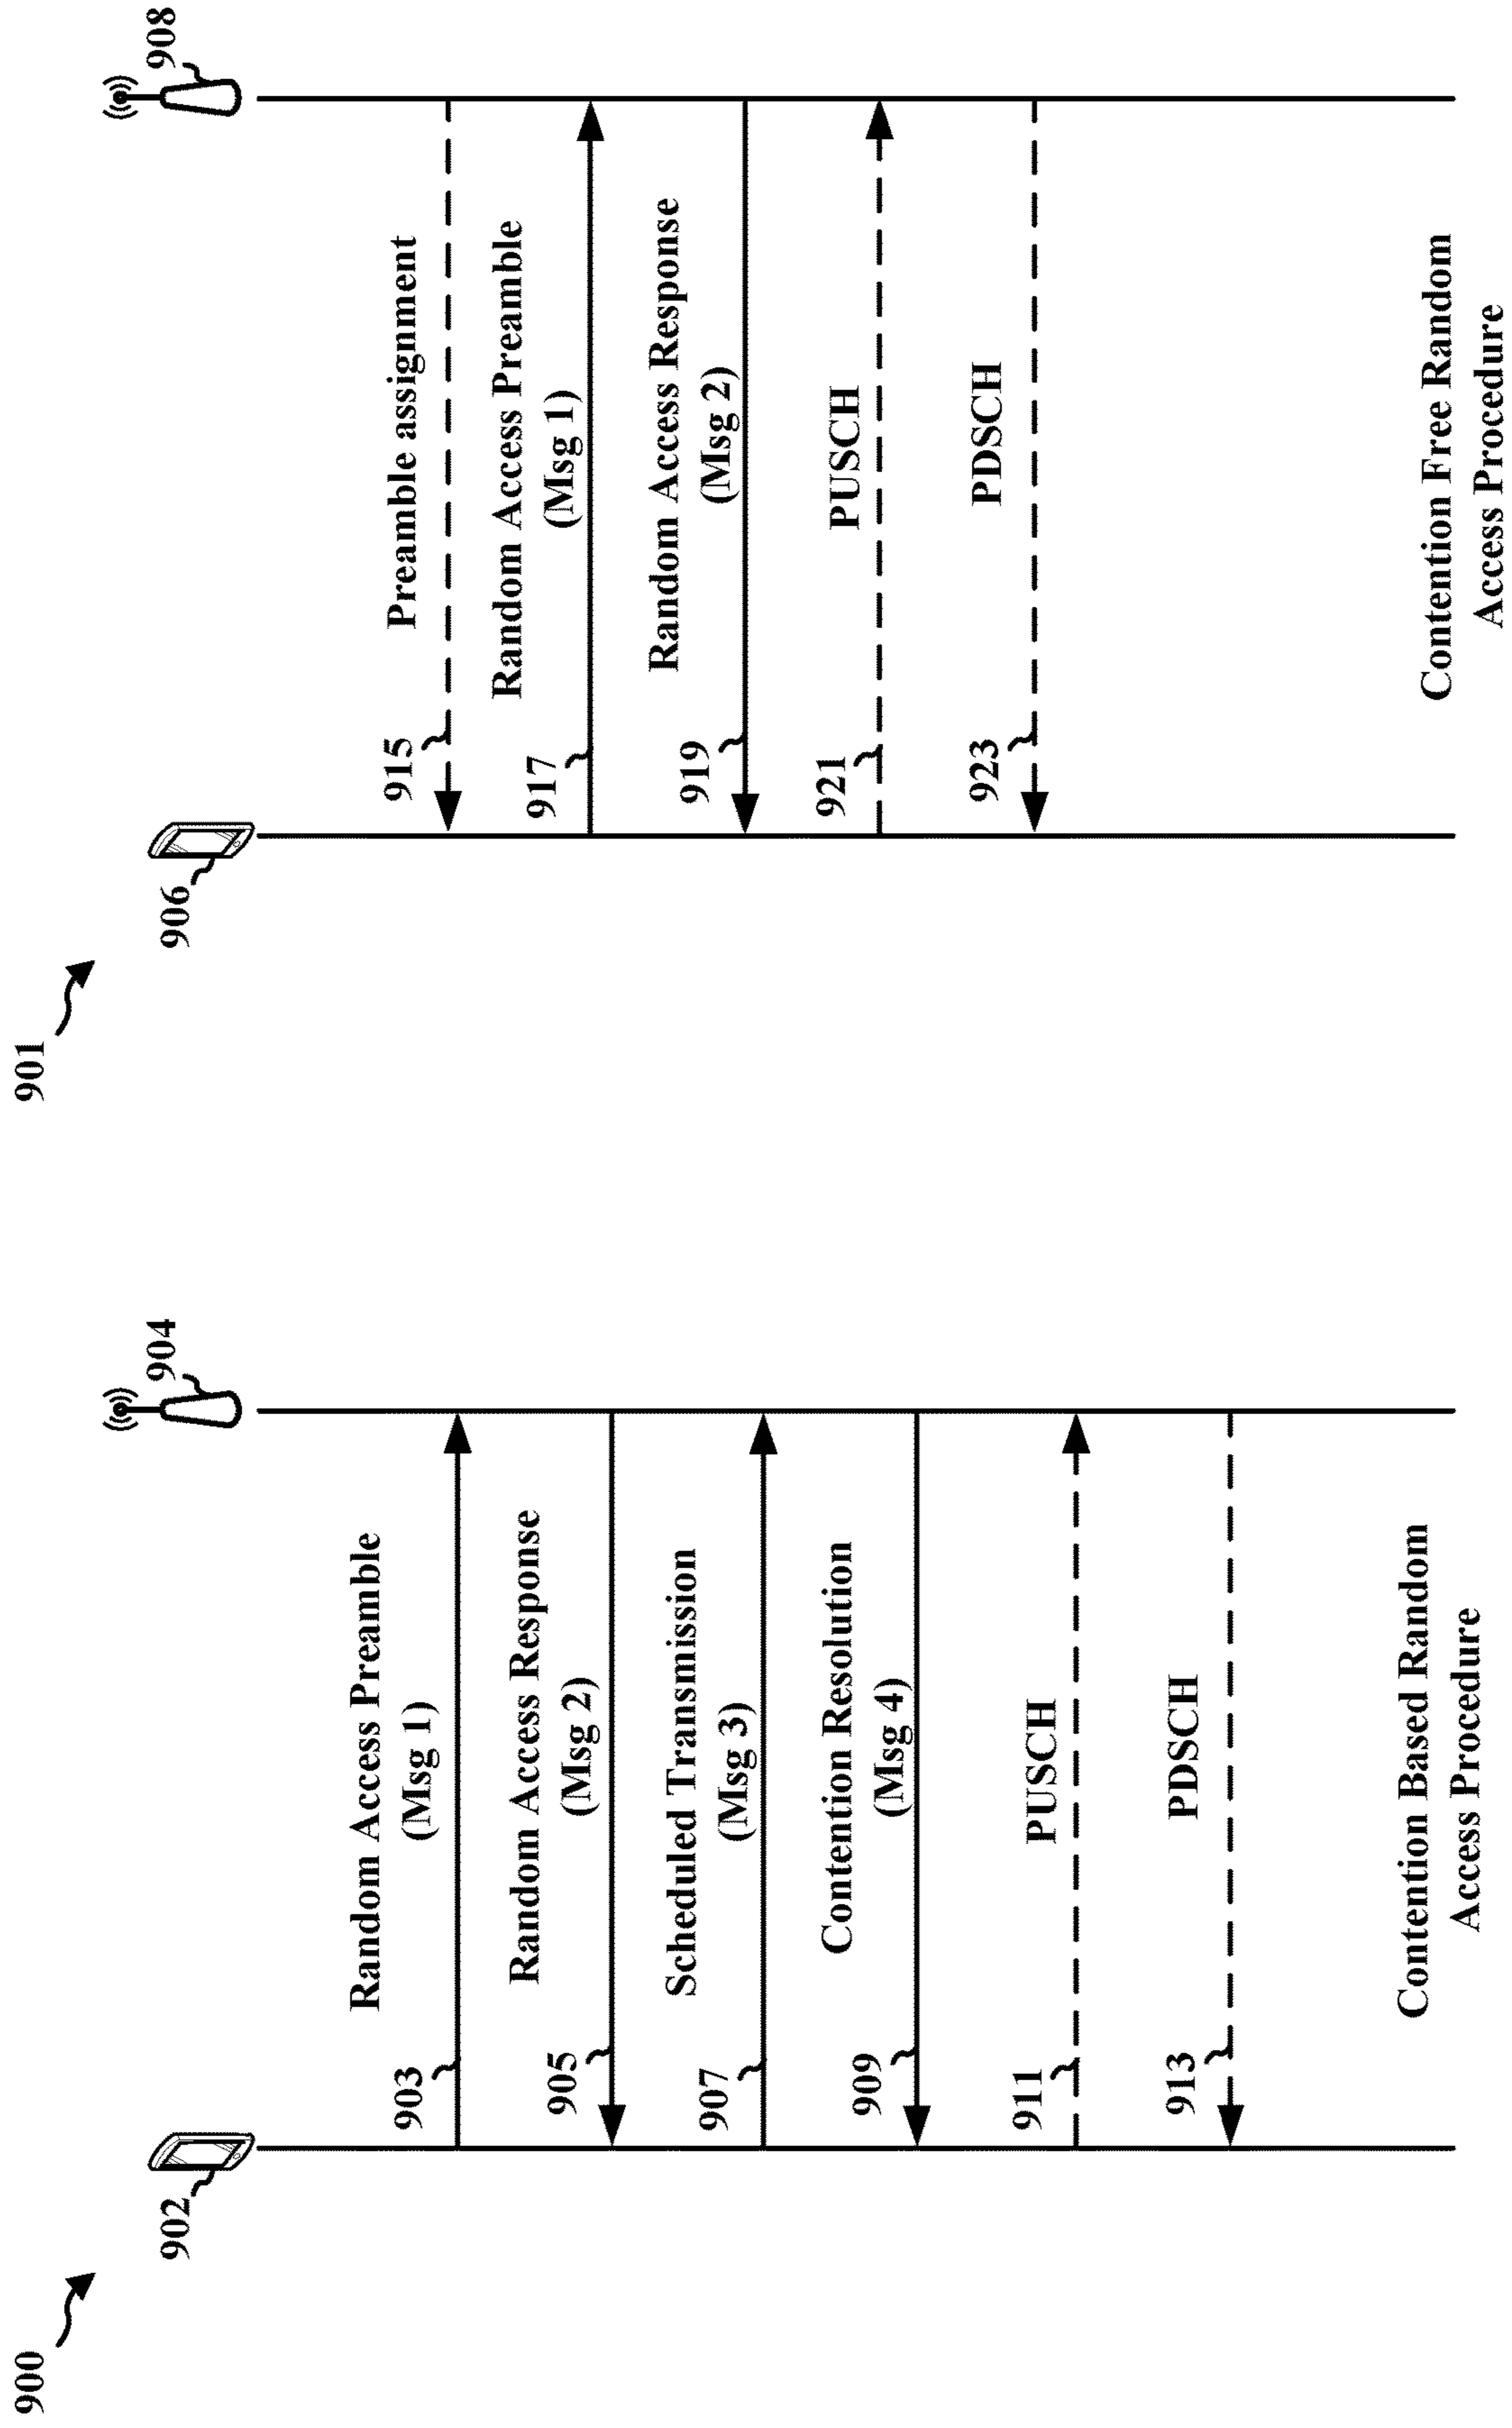 900
902
904
Random Access Preamble
(Msg 1)
903
Random Access Response
(Msg 2)
905
Scheduled Transmission
(Msg 3)
907
Contention Resolution
(Msg 4)
909
PUSCH
911
PDSCH
913
Contention Based Random
Access Procedure
901
906
908
Preamble assignment
915
Random Access Preamble
(Msg 1)
917
Random Access Response
(Msg 2)
919
PUSCH
921
PDSCH
923
Contention Free Random
Access Procedure